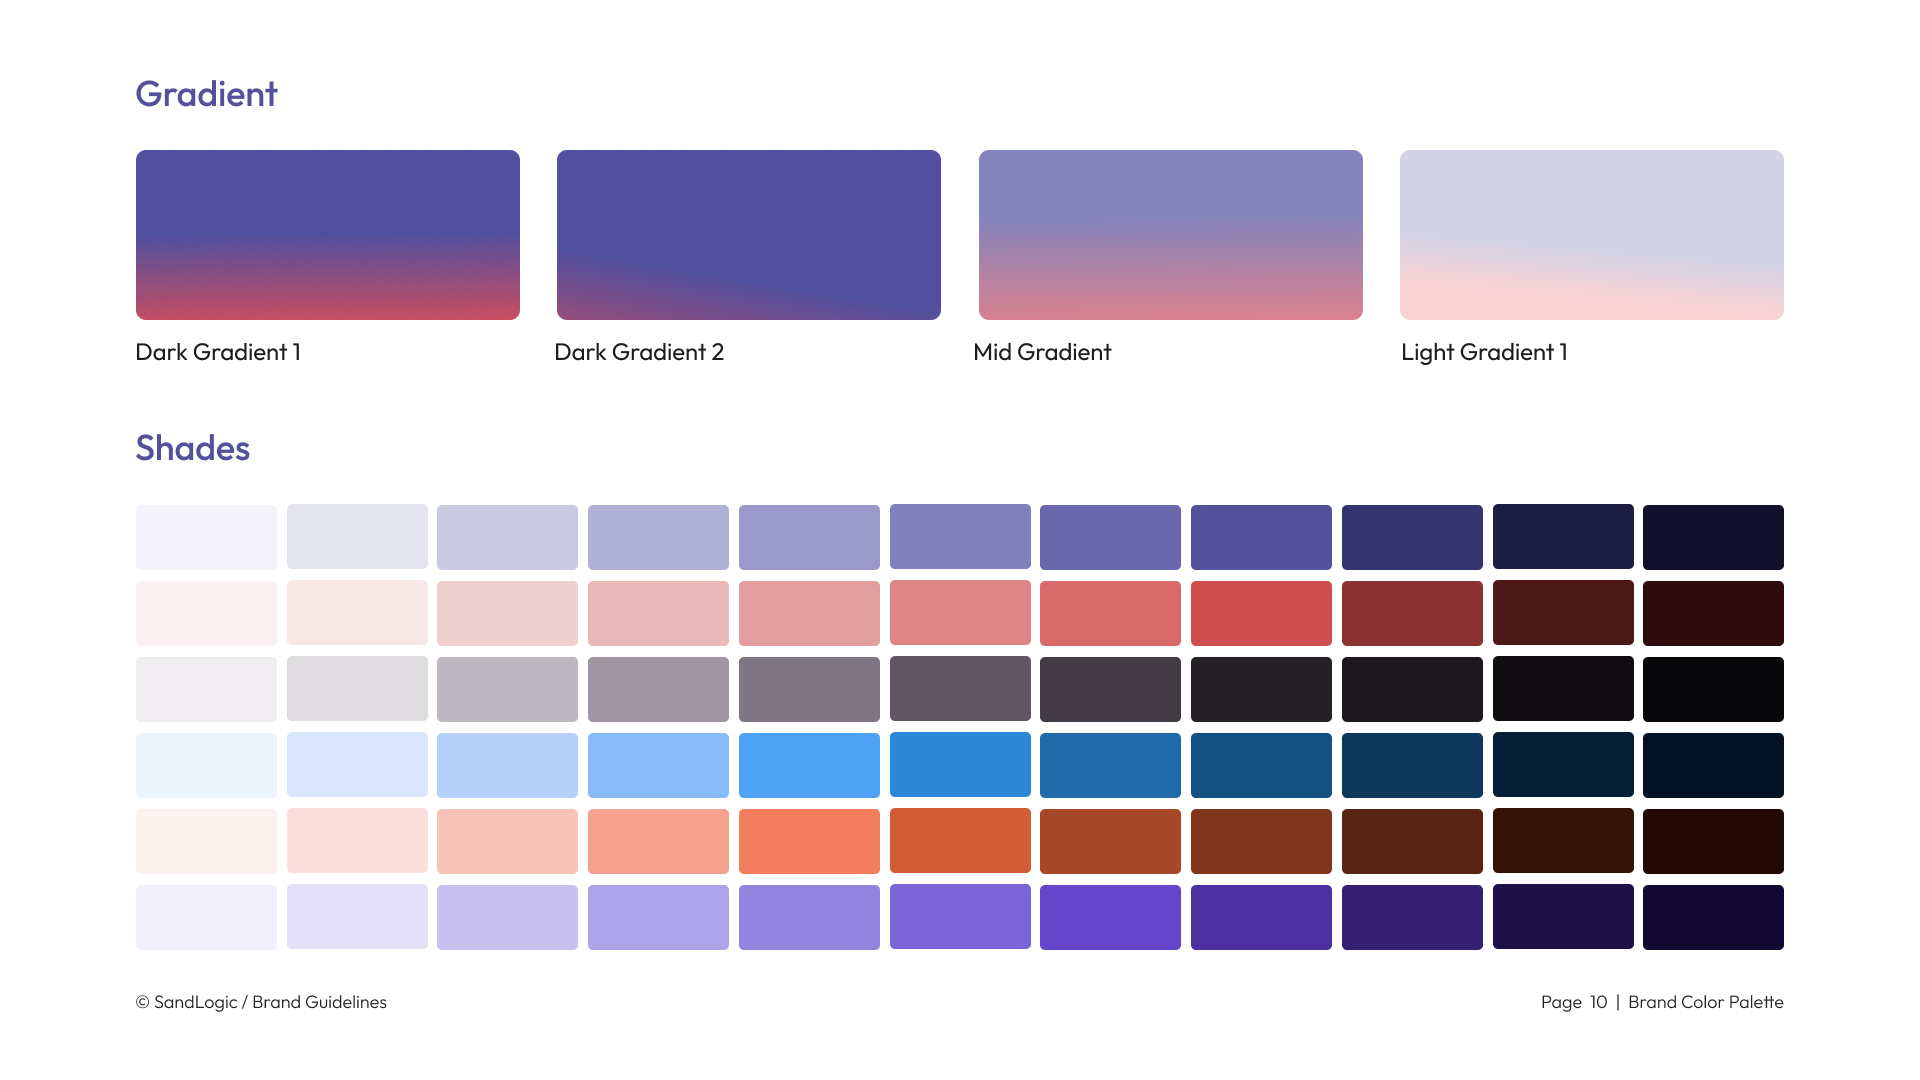 Gradient
Dark Gradient 1
Dark Gradient 2
Mid Gradient
Light Gradient 1
Shades
© SandLogic / Brand Guidelines
Page 10 | Brand Color Palette